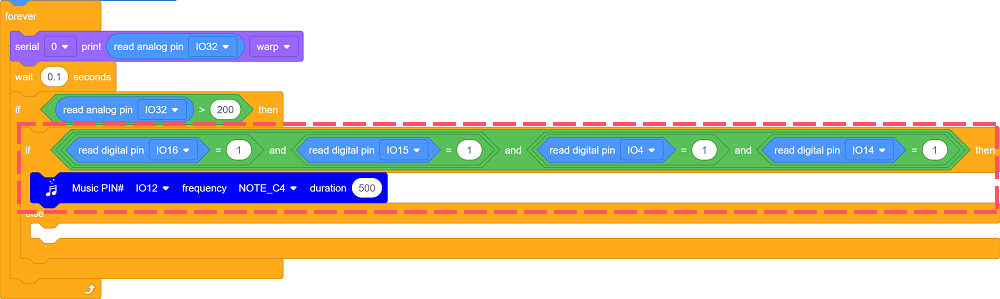 forever
serial 0 print read analog pin IO32 warp
wait 0.1 seconds
if read analog pin IO32 > 200 then
if read digital pin IO16 = 1 and read digital pin IO15 = 1 and read digital pin IO4 = 1 and read digital pin IO14 = 1 then
Music PIN# IO12 frequency NOTE_C4 duration 500
else